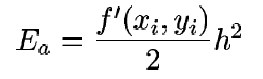 E_a = \frac{f'(x_i, y_i)}{2} h^2